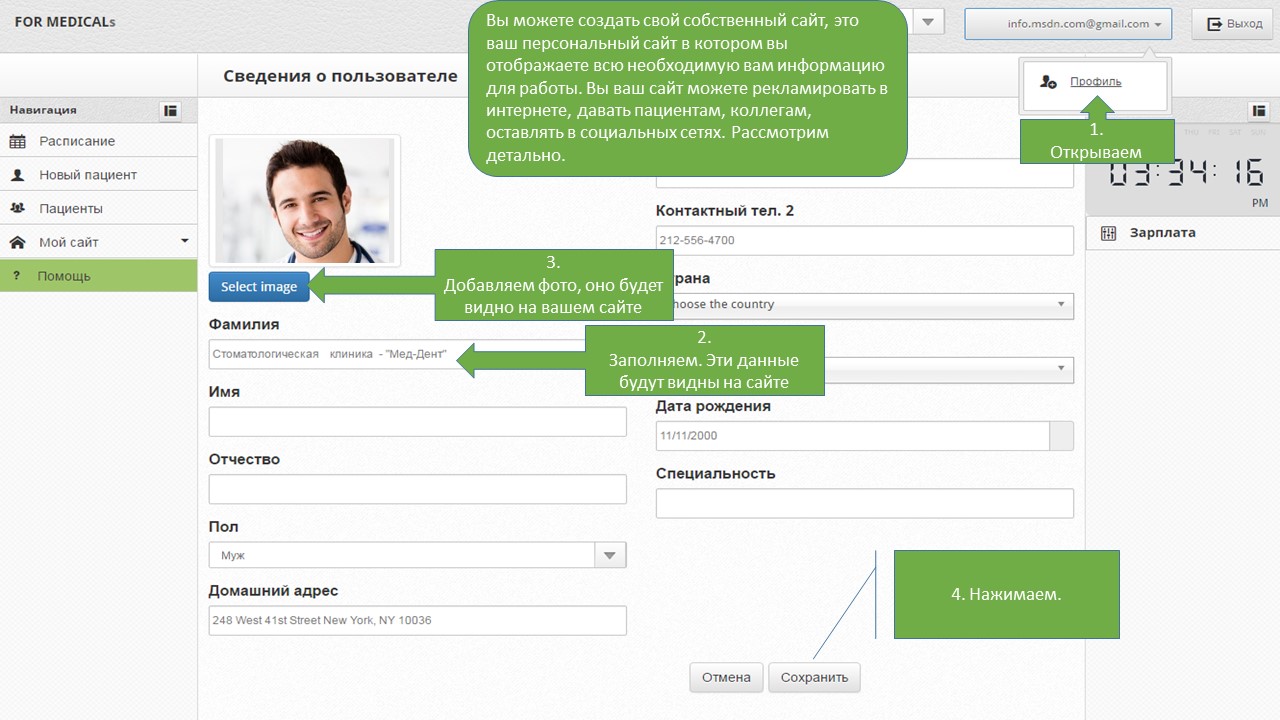 FOR MEDICALs
Вы можете создать свой собственный сайт, это
ваш персональный сайт в котором вы
отображаете всю необходимую вам информацию
для работы. Вы ваш сайт можете рекламировать в
интернете, давать пациентам, коллегам,
оставлять в социальных сетях. Рассмотрим
детально.
info.msdn.com@gmail.com
Выход
Сведения о пользователе
Профиль
1.
Открываем
Навигация
Расписание
Новый пациент
Пациенты
Мой сайт
? Помощь
THU FRI SAT SUN
03:34:16
PM
Зарплата
Контактный тел. 2
212-556-4700
3.
Добавляем фото, оно будет
видно на вашем сайте
Select image
рана
hoose the country
Фамилия
Стоматологическая клиника - "Мед-Дент"
2.
Заполняем. Эти данные
будут видны на сайте
Имя
Дата рождения
11/11/2000
Отчество
Специальность
Пол
Муж
Домашний адрес
248 West 41st Street New York, NY 10036
4. Нажимаем.
Отмена
Сохранить